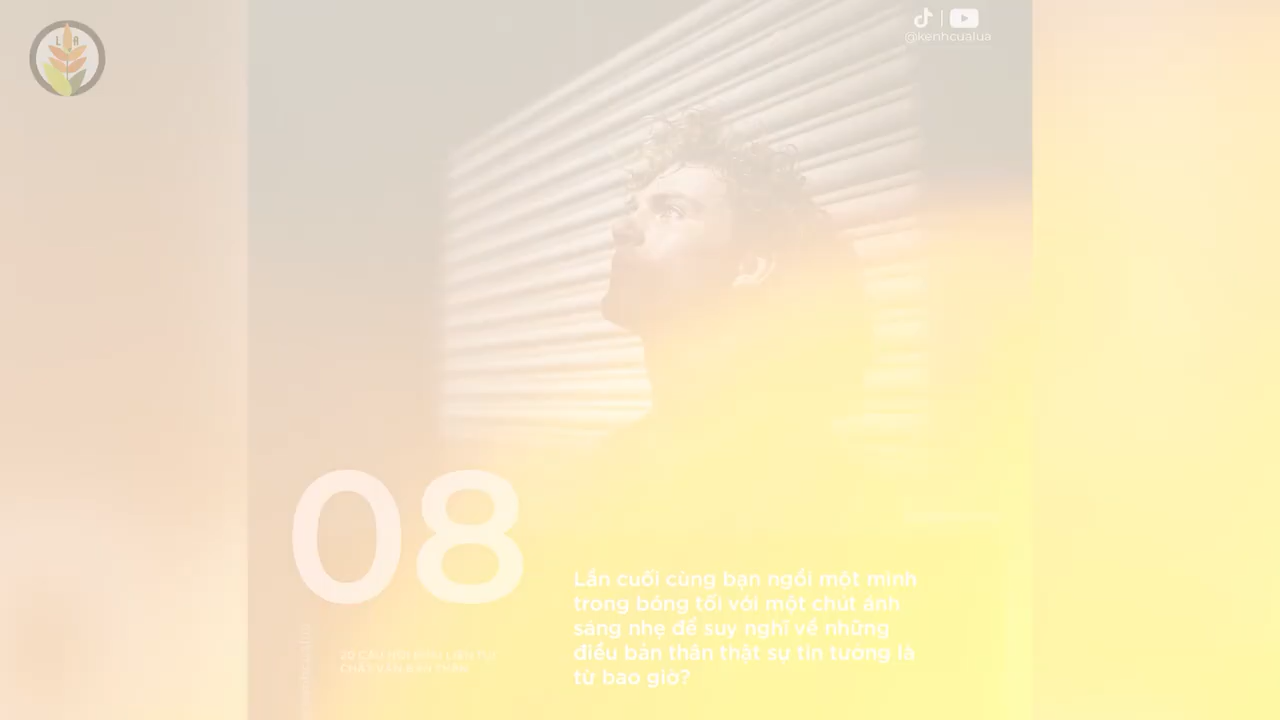 L A
@kenhcualua
08
Lần cuối cùng bạn ngồi một mình
trong bóng tối với một chút ánh
sáng nhẹ để suy nghĩ về những
điều bản thân thật sự tin tưởng là
từ bao giờ?